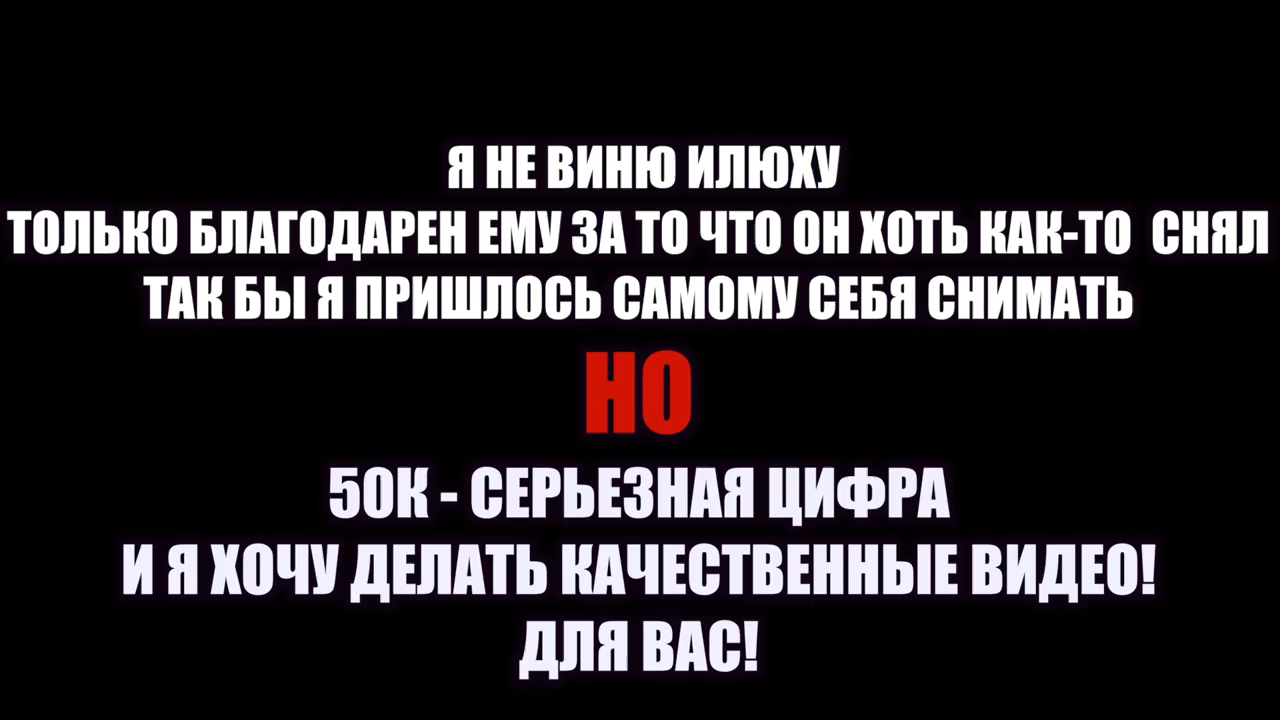 Я НЕ ВИНЮ ИЛЮХУ
ТОЛЬКО БЛАГОДАРЕН ЕМУ ЗА ТО ЧТО ОН ХОТЬ КАК-ТО СНЯЛ
ТАК БЫ Я ПРИШЛОСЬ САМОМУ СЕБЯ СНИМАТЬ
НО
50К - СЕРЬЕЗНАЯ ЦИФРА
И Я ХОЧУ ДЕЛАТЬ КАЧЕСТВЕННЫЕ ВИДЕО!
ДЛЯ ВАС!